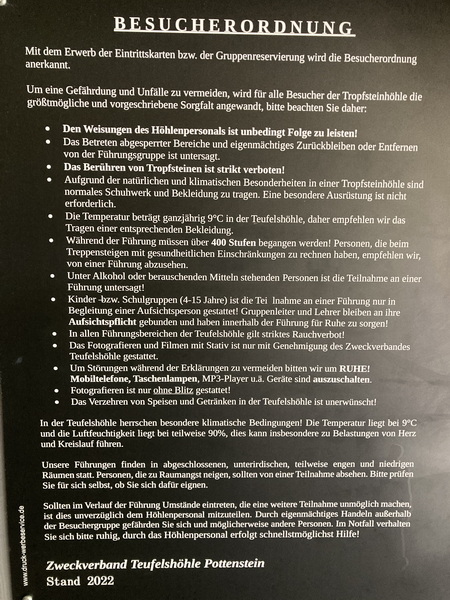 BESUCHERORDNUNG
Mit dem Erwerb der Eintrittskarten bzw. der Gruppenreservierung wird die Besucherordnung
anerkannt.
Um eine Gefährdung und Unfälle zu vermeiden, wird für alle Besucher der Tropfsteinhöhle die
größtmögliche und vorgeschriebene Sorgfalt angewandt, bitte beachten Sie daher:
• Den Weisungen des Höhlenpersonals ist unbedingt Folge zu leisten!
• Das Betreten abgesperrter Bereiche und eigenmächtiges Zurückbleiben oder Entfernen
von der Führungsgruppe ist untersagt.
• Das Berühren von Tropfsteinen ist strikt verboten!
• Aufgrund der natürlichen und klimatischen Besonderheiten in einer Tropfsteinhöhle sind
normales Schuhwerk und Bekleidung zu tragen. Eine besondere Ausrüstung ist nicht
erforderlich.
• Die Temperatur beträgt ganzjährig 9°C in der Teufelshöhle, daher empfehlen wir das
Tragen einer entsprechenden Bekleidung.
• Während der Führung müssen über 400 Stufen begangen werden! Personen, die beim
Treppensteigen mit gesundheitlichen Einschränkungen zu rechnen haben, empfehlen wir,
von einer Führung abzusehen.
• Unter Alkohol oder berauschenden Mitteln stehenden Personen ist die Teilnahme an einer
Führung untersagt!
• Kinder -bzw. Schulgruppen (4-15 Jahre) ist die Tei lnahme an einer Führung nur in
Begleitung einer Aufsichtsperson gestattet! Gruppenleiter und Lehrer bleiben an ihre
Aufsichtspflicht gebunden und haben innerhalb der Führung für Ruhe zu sorgen!
• In allen Führungsbereichen der Teufelshöhle gilt striktes Rauchverbot!
• Das Fotografieren und Filmen mit Stativ ist nur mit Genehmigung des Zweckverbandes
Teufelshöhle gestattet.
• Um Störungen während der Erklärungen zu vermeiden bitten wir um RUHE!
Mobiltelefone, Taschenlampen, MP3-Player u.ä. Geräte sind auszuschalten.
• Fotografieren ist nur ohne Blitz gestattet!
• Das Verzehren von Speisen und Getränken in der Teufelshöhle ist unerwünscht!
In der Teufelshöhle herrschen besondere klimatische Bedingungen! Die Temperatur liegt bei 9°C
und die Luftfeuchtigkeit liegt bei teilweise 90%, dies kann insbesondere zu Belastungen von Herz
und Kreislauf führen.
Unsere Führungen finden in abgeschlossenen, unterirdischen, teilweise engen und niedrigen
Räumen statt. Personen, die zu Raumangst neigen, sollten von einer Teilnahme absehen. Bitte prüfen
Sie für sich selbst, ob Sie sich dafür eignen.
Sollten im Verlauf der Führung Umstände eintreten, die eine weitere Teilnahme unmöglich machen,
ist dies unverzüglich dem Höhlenpersonal mitzuteilen. Durch eigenmächtiges Handeln außerhalb
der Besuchergruppe gefährden Sie sich und möglicherweise andere Personen. Im Notfall verhalten
Sie sich bitte ruhig, durch das Höhlenpersonal erfolgt schnellstmöglichst Hilfe!
Zweckverband Teufelshöhle Pottenstein
Stand 2022
www.druck-werbeservice.de